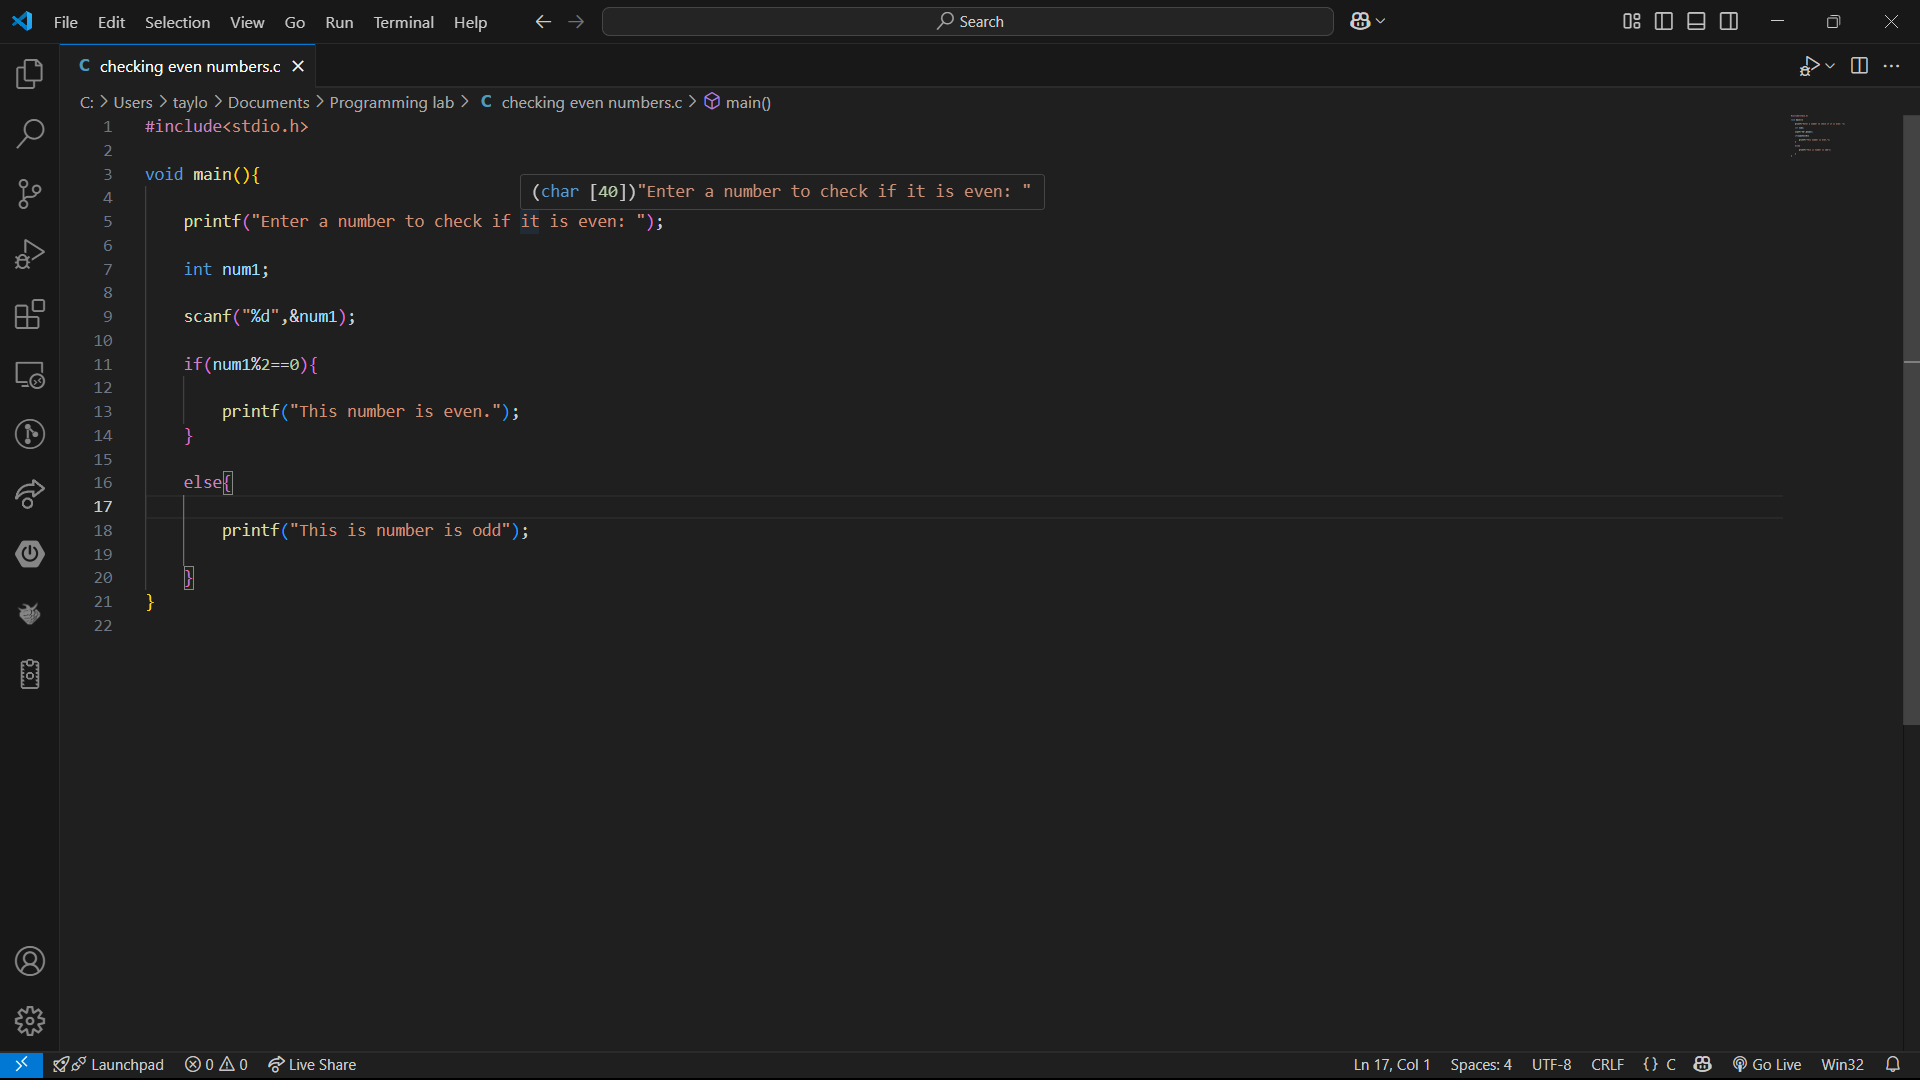 File Edit Selection View Go Run Terminal Help Search
C checking even numbers.c
C: > Users > taylo > Documents > Programming lab > C checking even numbers.c > main()
1 #include<stdio.h>
2
3 void main(){
(char [40])"Enter a number to check if it is even: "
4
5 printf("Enter a number to check if it is even: ");
6
7 int num1;
8
9 scanf("%d",&num1);
10
11 if(num1%2==0){
12
13 printf("This number is even.");
14 }
15
16 else{
17
18 printf("This is number is odd");
19
20 }
21 }
22
Launchpad 0 0 Live Share Ln 17, Col 1 Spaces: 4 UTF-8 CRLF {} C Go Live Win32